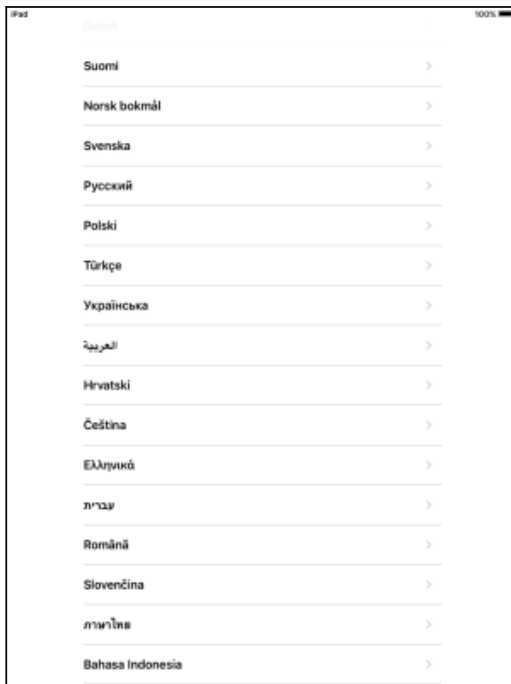 iPad 100%
Dansk
Suomi
Norsk bokmål
Svenska
Русский
Polski
Türkçe
Українська
العربية
Hrvatski
Čeština
Ελληνικά
עברית
Română
Slovenčina
ภาษาไทย
Bahasa Indonesia